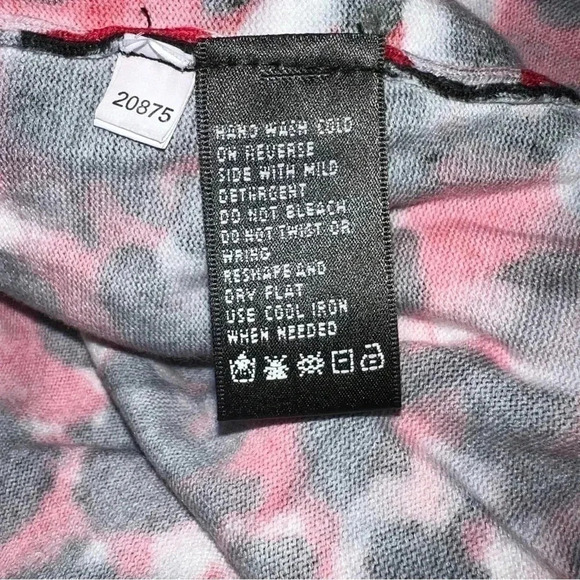 20875
HAND WASH COLD
ON REVERSE
SIDE WITH MILD
DETERGENT
DO NOT BLEACH
DO NOT TWIST OR
WRING
RESHAPE AND
DRY FLAT
USE COOL IRON
WHEN NEEDED